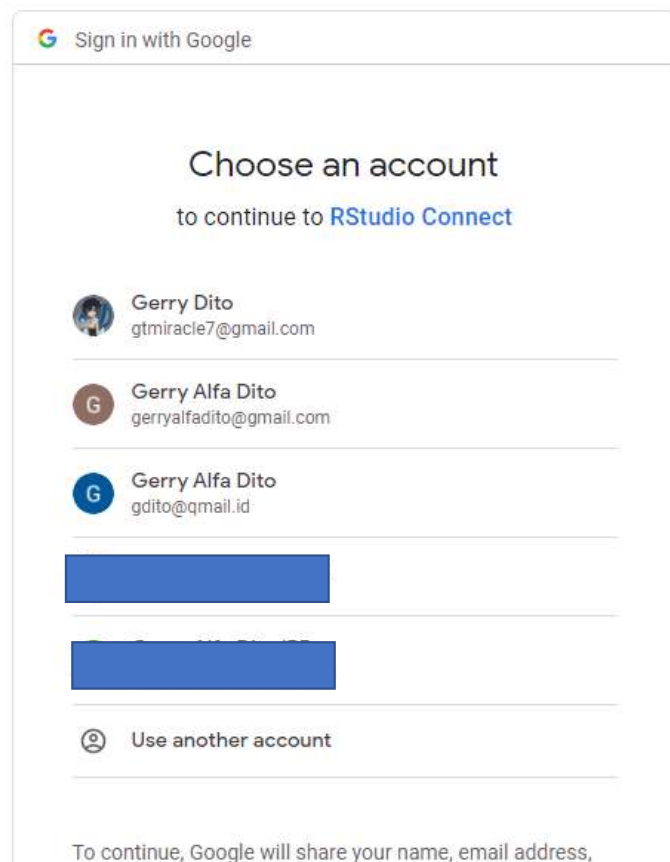 Sign in with Google
Choose an account
to continue to RStudio Connect
Gerry Dito
gtmiracle7@gmail.com
G
Gerry Alfa Dito
gerryalfadito@gmail.com
G
Gerry Alfa Dito
gdito@qmail.id
Use another account
To continue, Google will share your name, email address,